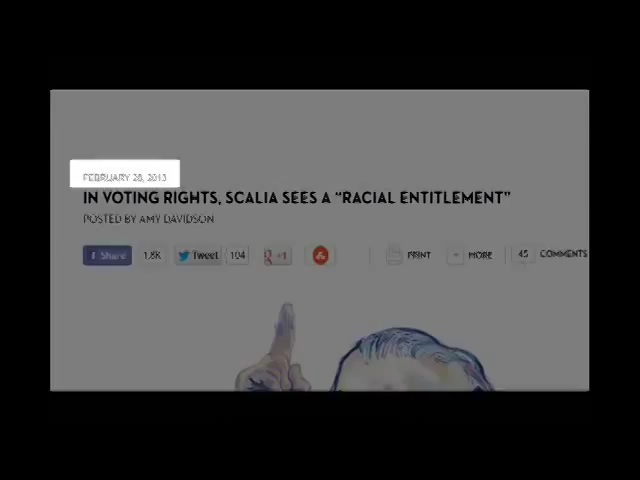 FEBRUARY 28, 2013
IN VOTING RIGHTS, SCALIA SEES A “RACIAL ENTITLEMENT”
POSTED BY AMY DAVIDSON
f Share 1.8K Tweet 104 g +1 PRINT + MORE 45 COMMENTS